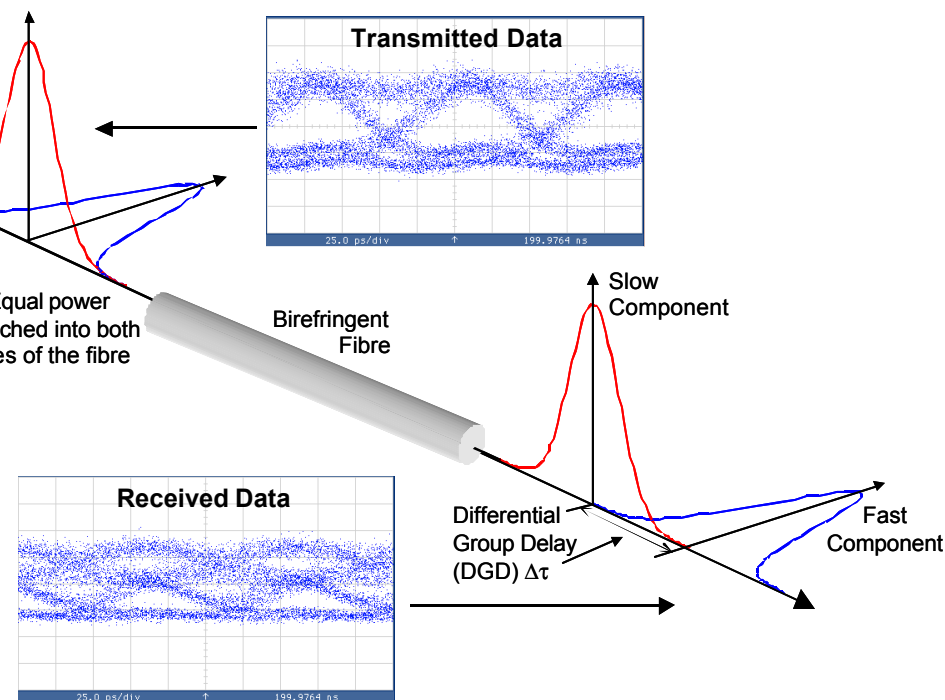 Transmitted Data
25.0 ps/div ↑ 199.9764 ns
Equal power
ched into both
es of the fibre
Birefringent
Fibre
Slow
Component
Received Data
Differential
Group Delay
(DGD) Δτ
Fast
Component
25.0 ps/div ↑ 199.9764 ns